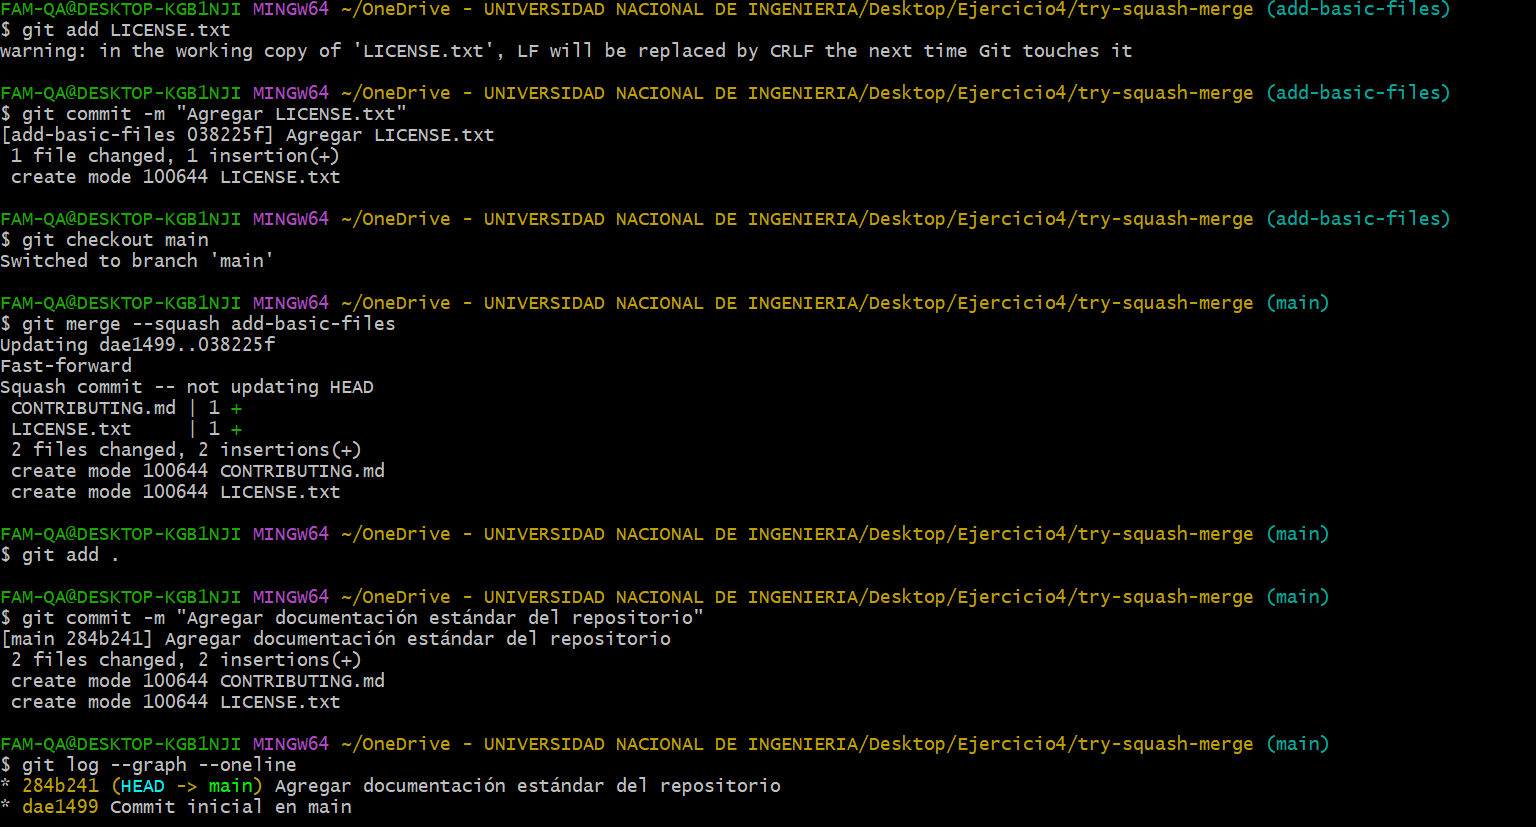 FAM-QA@DESKTOP-KGB1NJI MINGW64 ~/OneDrive - UNIVERSIDAD NACIONAL DE INGENIERIA/Desktop/Ejercicio4/try-squash-merge (add-basic-files)
$ git add LICENSE.txt
warning: in the working copy of 'LICENSE.txt', LF will be replaced by CRLF the next time Git touches it
FAM-QA@DESKTOP-KGB1NJI MINGW64 ~/OneDrive - UNIVERSIDAD NACIONAL DE INGENIERIA/Desktop/Ejercicio4/try-squash-merge (add-basic-files)
$ git commit -m "Agregar LICENSE.txt"
[add-basic-files 038225f] Agregar LICENSE.txt
 1 file changed, 1 insertion(+)
 create mode 100644 LICENSE.txt
FAM-QA@DESKTOP-KGB1NJI MINGW64 ~/OneDrive - UNIVERSIDAD NACIONAL DE INGENIERIA/Desktop/Ejercicio4/try-squash-merge (add-basic-files)
$ git checkout main
Switched to branch 'main'
FAM-QA@DESKTOP-KGB1NJI MINGW64 ~/OneDrive - UNIVERSIDAD NACIONAL DE INGENIERIA/Desktop/Ejercicio4/try-squash-merge (main)
$ git merge --squash add-basic-files
Updating dae1499..038225f
Fast-forward
Squash commit -- not updating HEAD
 CONTRIBUTING.md | 1 +
 LICENSE.txt     | 1 +
 2 files changed, 2 insertions(+)
 create mode 100644 CONTRIBUTING.md
 create mode 100644 LICENSE.txt
FAM-QA@DESKTOP-KGB1NJI MINGW64 ~/OneDrive - UNIVERSIDAD NACIONAL DE INGENIERIA/Desktop/Ejercicio4/try-squash-merge (main)
$ git add .
FAM-QA@DESKTOP-KGB1NJI MINGW64 ~/OneDrive - UNIVERSIDAD NACIONAL DE INGENIERIA/Desktop/Ejercicio4/try-squash-merge (main)
$ git commit -m "Agregar documentación estándar del repositorio"
[main 284b241] Agregar documentación estándar del repositorio
 2 files changed, 2 insertions(+)
 create mode 100644 CONTRIBUTING.md
 create mode 100644 LICENSE.txt
FAM-QA@DESKTOP-KGB1NJI MINGW64 ~/OneDrive - UNIVERSIDAD NACIONAL DE INGENIERIA/Desktop/Ejercicio4/try-squash-merge (main)
$ git log --graph --oneline
* 284b241 (HEAD -> main) Agregar documentación estándar del repositorio
* dae1499 Commit inicial en main